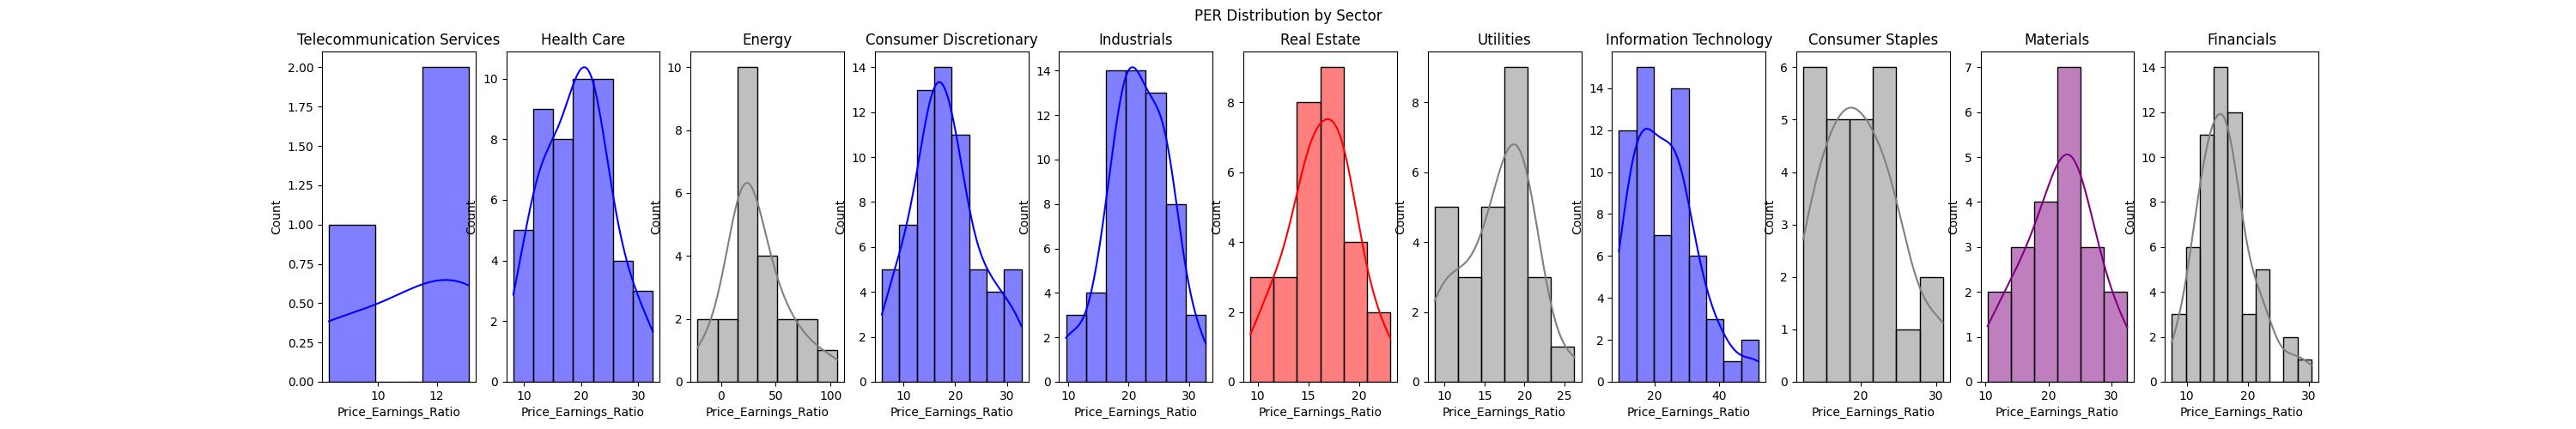 PER Distribution by Sector
Telecommunication Services
2.00
1.75
1.50
1.25
1.00
0.75
0.50
0.25
0.00
Count
10 12
Price_Earnings_Ratio
Health Care
10
8
6
4
2
0
Count
10 20 30
Price_Earnings_Ratio
Energy
10
8
6
4
2
0
Count
0 50 100
Price_Earnings_Ratio
Consumer Discretionary
14
12
10
8
6
4
2
0
Count
10 20 30
Price_Earnings_Ratio
Industrials
14
12
10
8
6
4
2
0
Count
10 20 30
Price_Earnings_Ratio
Real Estate
8
6
4
2
0
Count
10 15 20
Price_Earnings_Ratio
Utilities
8
6
4
2
0
Count
10 15 20 25
Price_Earnings_Ratio
Information Technology
14
12
10
8
6
4
2
0
Count
20 40
Price_Earnings_Ratio
Consumer Staples
6
5
4
3
2
1
0
Count
20 30
Price_Earnings_Ratio
Materials
7
6
5
4
3
2
1
0
Count
10 20 30
Price_Earnings_Ratio
Financials
14
12
10
8
6
4
2
0
Count
10 20 30
Price_Earnings_Ratio